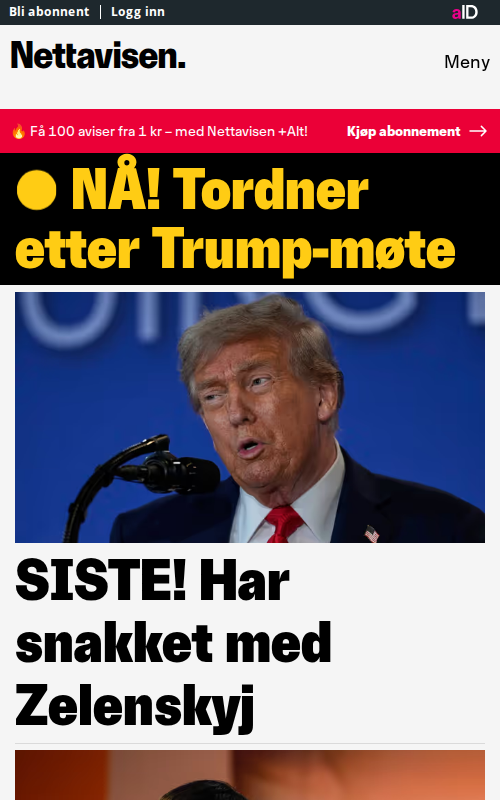 Bli abonnent | Logg inn
aID
Nettavisen.
Meny
🔥 Få 100 aviser fra 1 kr – med Nettavisen +Alt!
Kjøp abonnement →
NÅ! Tordner
etter Trump-møte
SISTE! Har
snakket med
Zelenskyj